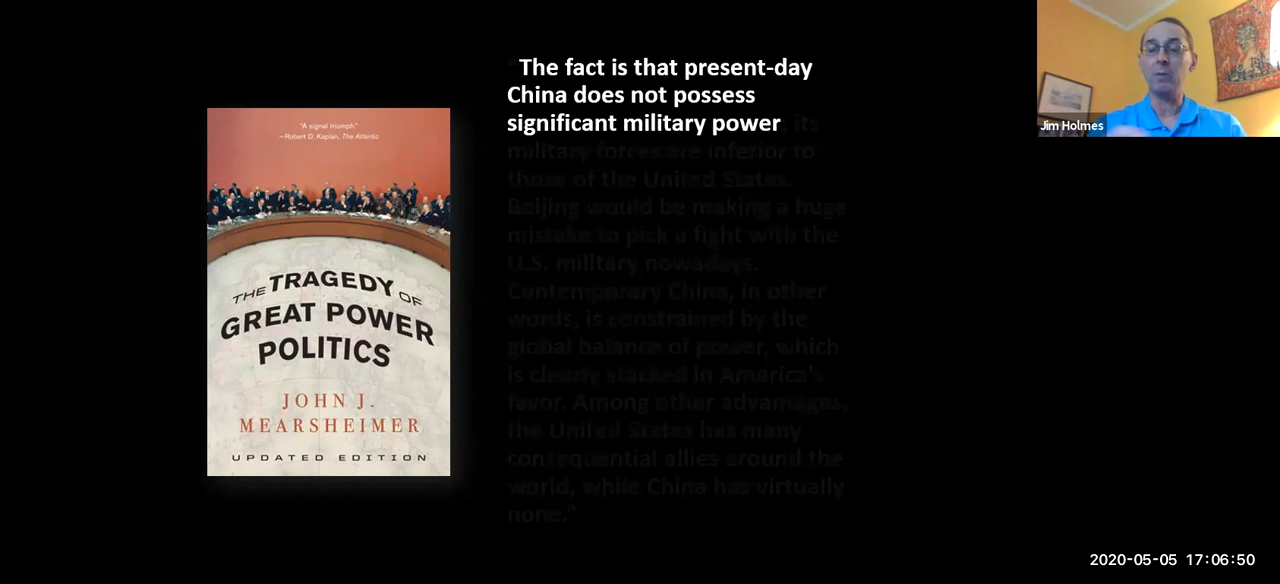 "A signal triumph."
—Robert D. Kaplan, The Atlantic
THE TRAGEDY OF
GREAT POWER
POLITICS
JOHN J.
MEARSHEIMER
UPDATED EDITION
“The fact is that present-day
China does not possess
significant military power; its
military forces are inferior to
those of the United States.
Beijing would be making a huge
mistake to pick a fight with the
U.S. military nowadays.
Contemporary China, in other
words, is constrained by the
global balance of power, which
is clearly stacked in America's
favor. Among other advantages,
the United States has many
consequential allies around the
world, while China has virtually
none.”
Jim Holmes
2020-05-05 17:06:50